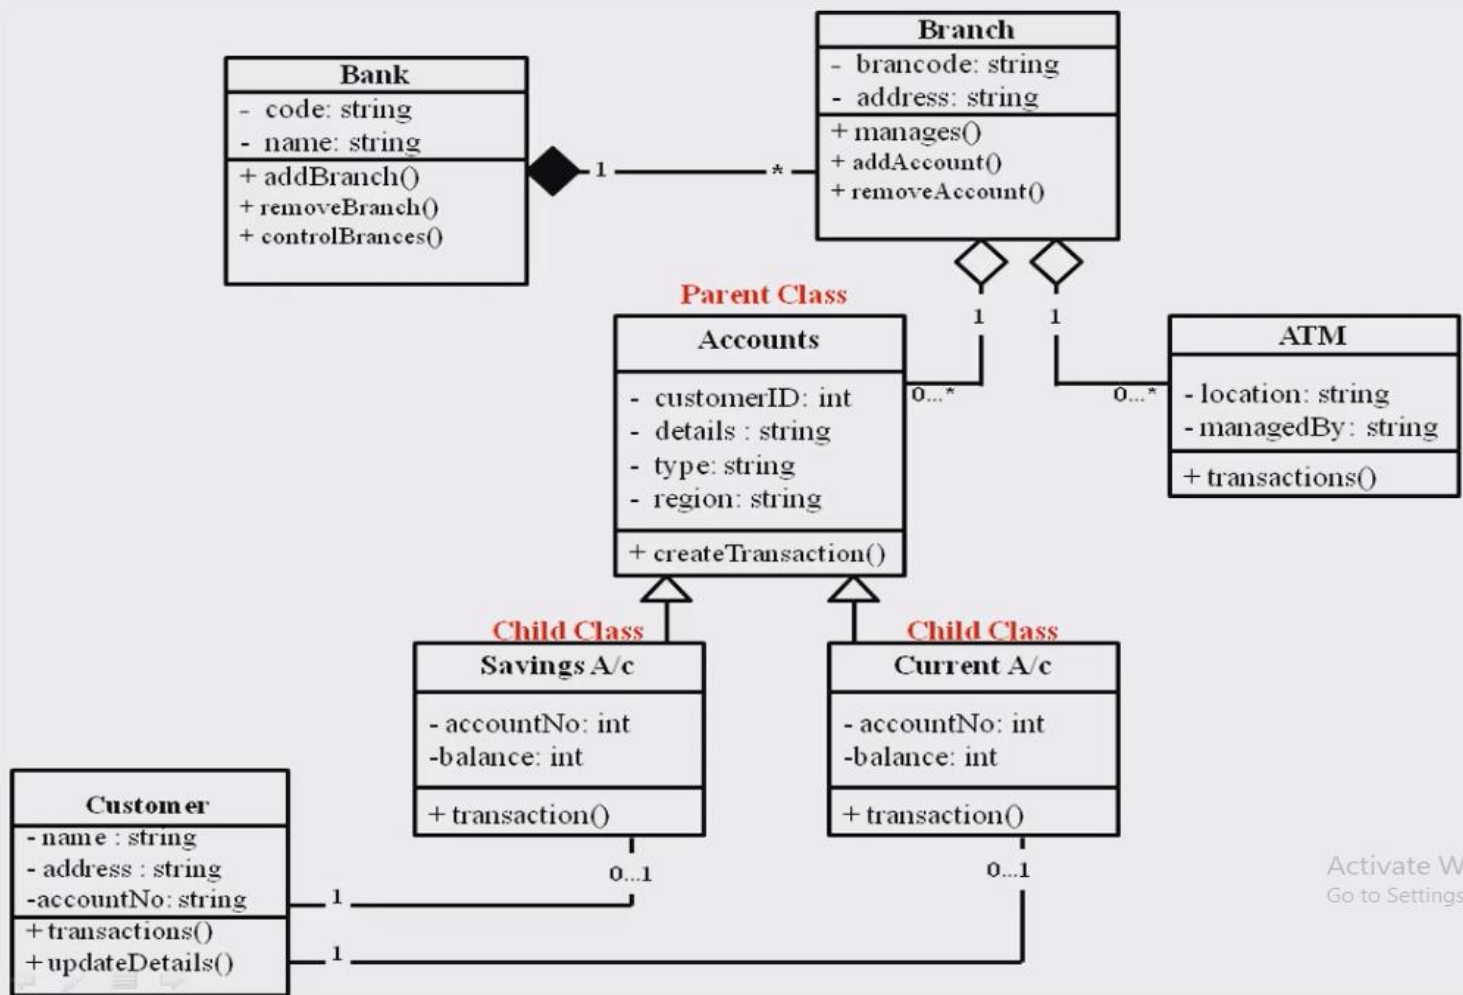 Bank
- code: string
- name: string
+ addBranch()
+ removeBranch()
+ controlBrances()
1
*
Branch
- brancode: string
- address: string
+ manages()
+ addAccount()
+ removeAccount()
1
1
0...*
0...*
Parent Class
Accounts
- customerID: int
- details : string
- type: string
- region: string
+ createTransaction()
ATM
- location: string
- managedBy: string
+ transactions()
Child Class
Savings A/c
- accountNo: int
-balance: int
+ transaction()
0...1
Child Class
Current A/c
- accountNo: int
-balance: int
+ transaction()
0...1
Customer
- name : string
- address : string
-accountNo: string
+ transactions()
+ updateDetails()
1
1
Activate W
Go to Settings